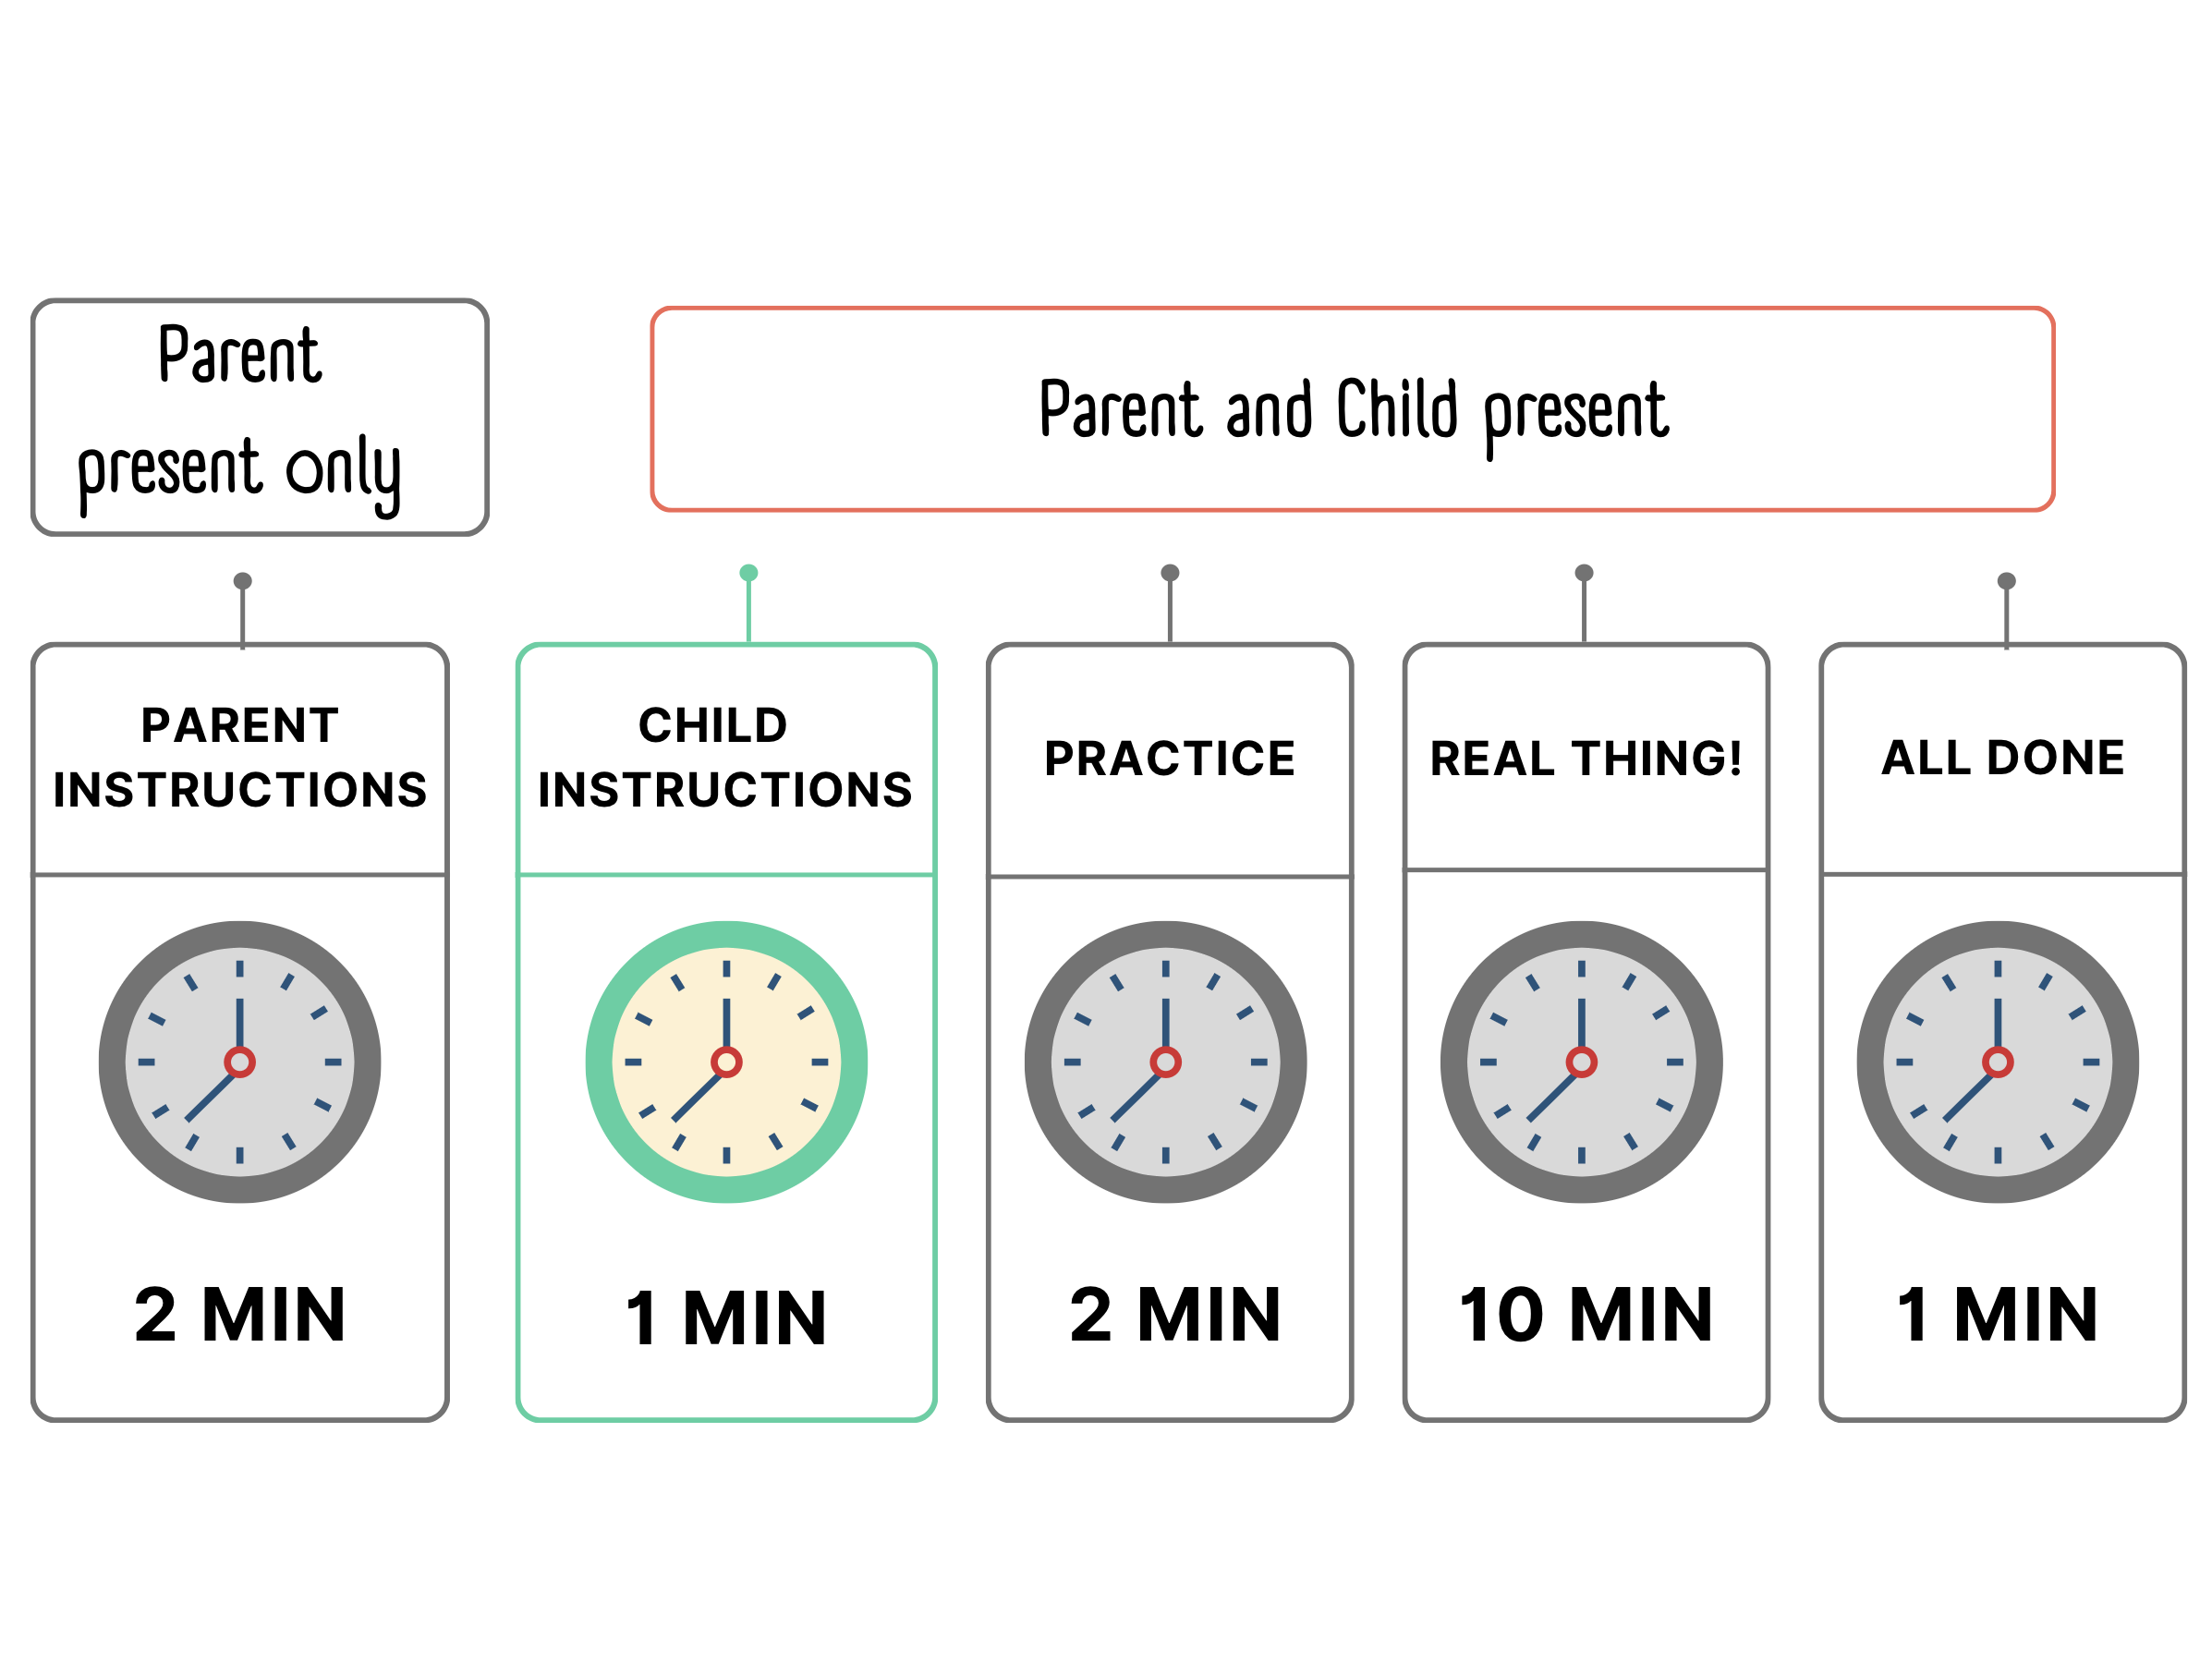 Parent
present only
Parent and Child present
PARENT
INSTRUCTIONS
2 MIN
CHILD
INSTRUCTIONS
1 MIN
PRACTICE
2 MIN
REAL THING!
10 MIN
ALL DONE
1 MIN